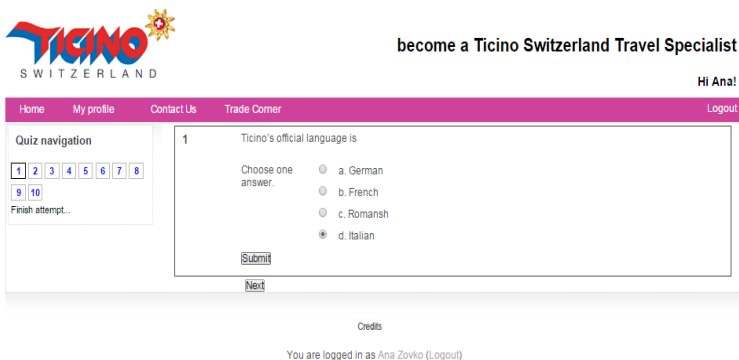 TICINO
SWITZERLAND
become a Ticino Switzerland Travel Specialist
Hi Ana!
Home My profile Contact Us Trade Corner Logout
Quiz navigation
1 2 3 4 5 6 7 8
9 10
Finish attempt...
1 Ticino's official language is
Choose one
answer.
a. German
b. French
c. Romansh
d. Italian
Submit
Next
Credits
You are logged in as Ana Zovko (Logout)